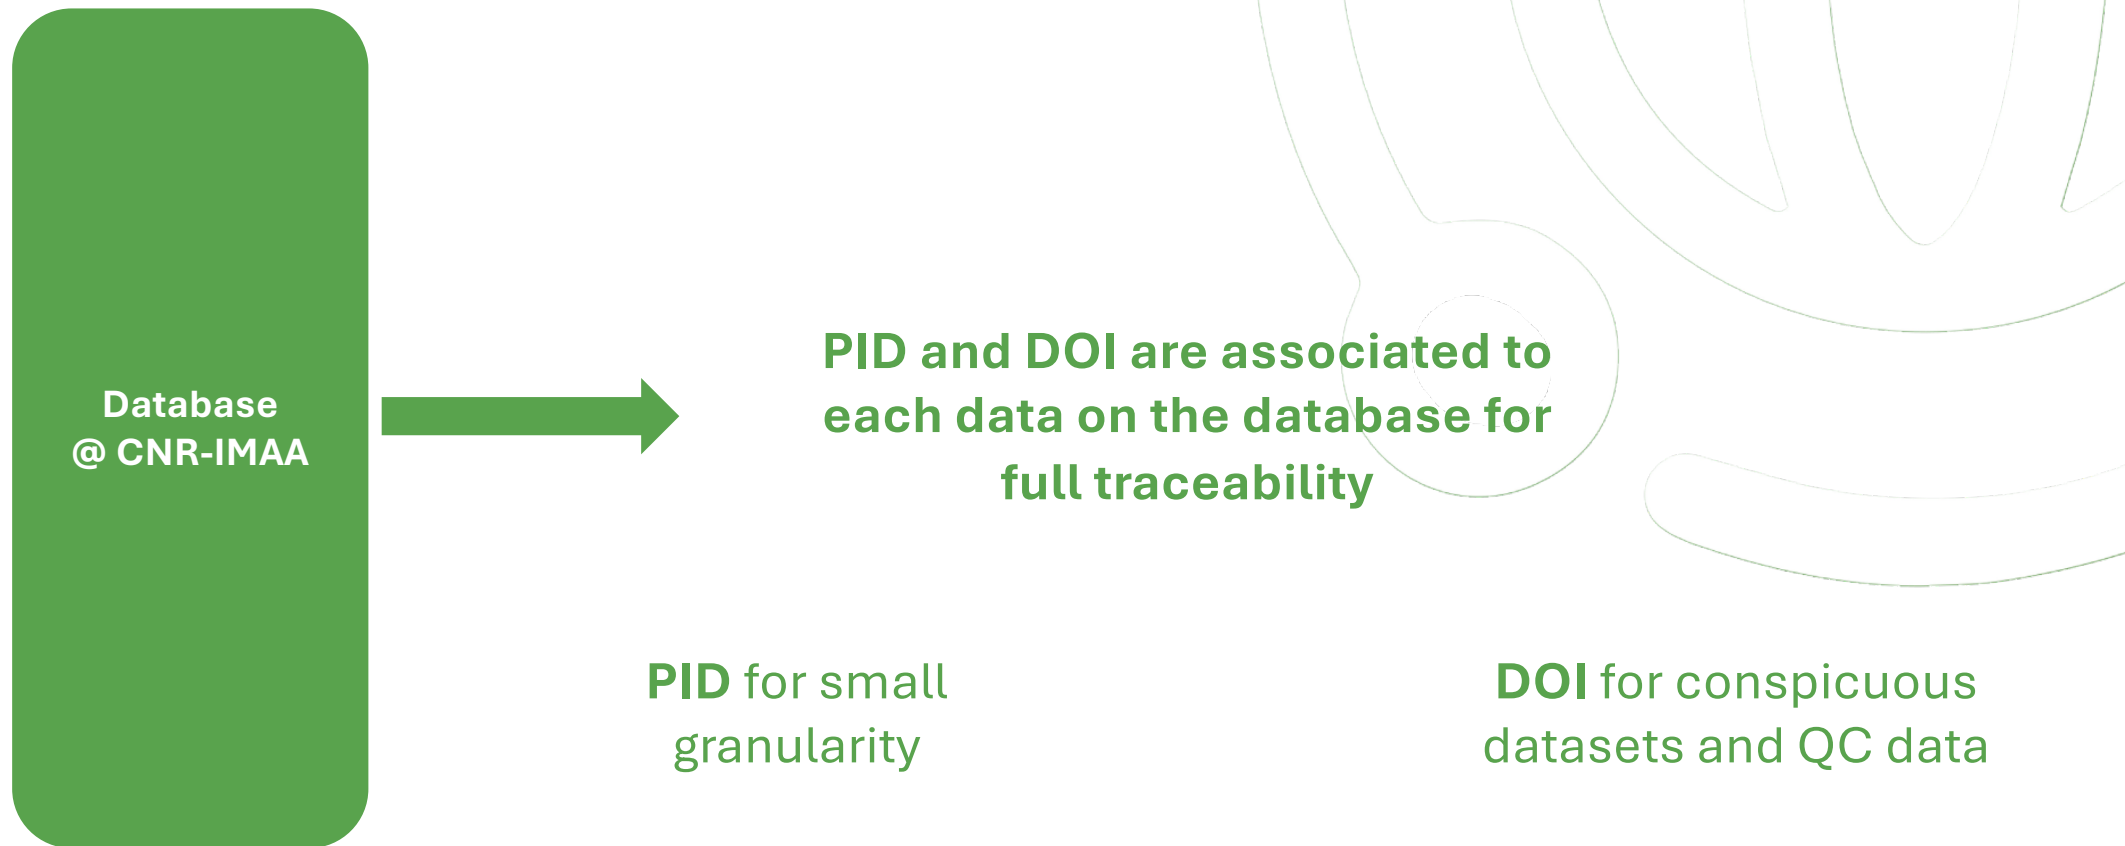 Database
@ CNR-IMAA
PID and DOI are associated to
each data on the database for
full traceability
PID for small
granularity
DOI for conspicuous
datasets and QC data